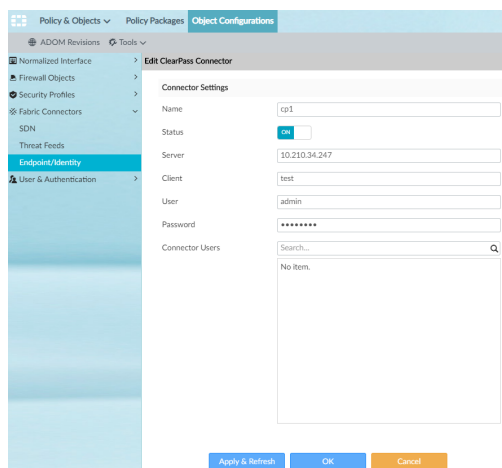 Policy & Objects Policy Packages Object Configurations
ADOM Revisions Tools
Normalized Interface
Firewall Objects
Security Profiles
Fabric Connectors
SDN
Threat Feeds
Endpoint/Identity
User & Authentication
Edit ClearPass Connector
Connector Settings
Name cp1
Status ON
Server 10.210.34.247
Client test
User admin
Password ••••••••
Connector Users Search...
No item.
Apply & Refresh OK Cancel